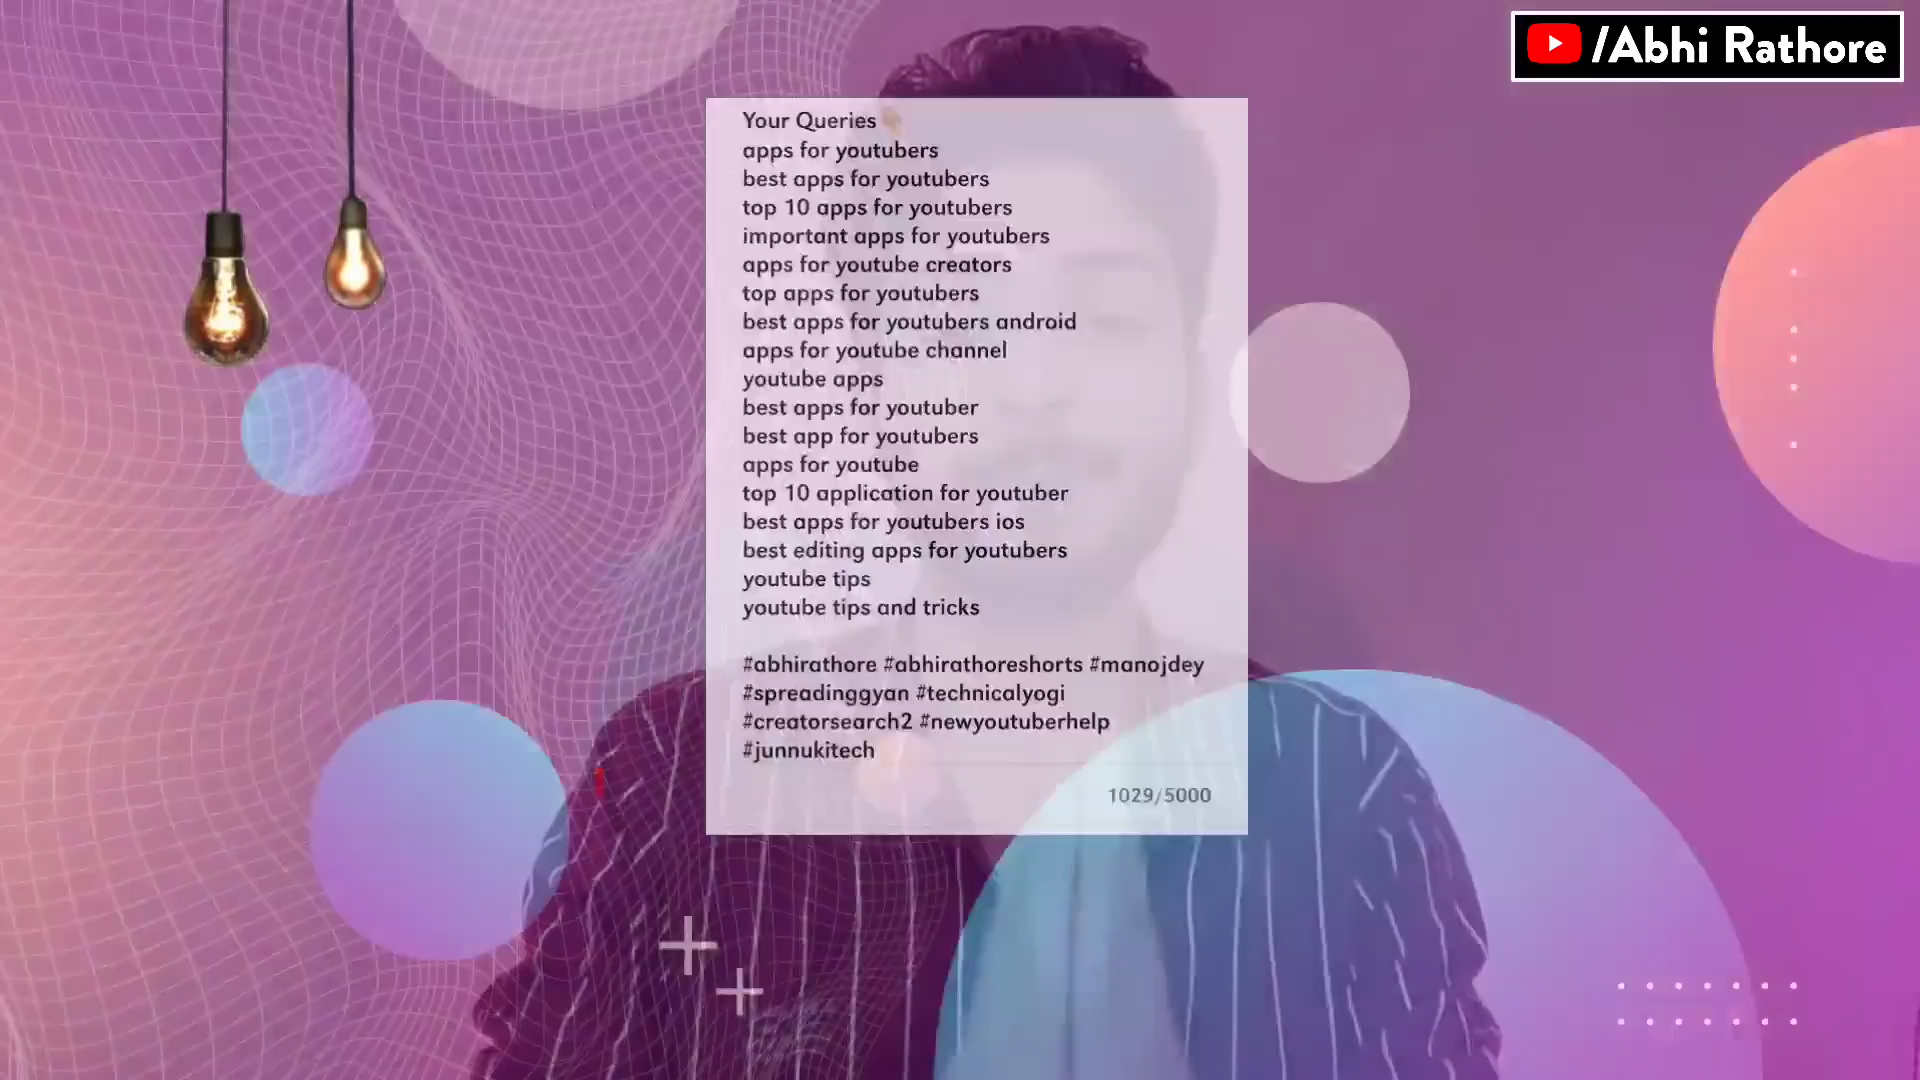 /Abhi Rathore
Your Queries
apps for youtubers
best apps for youtubers
top 10 apps for youtubers
important apps for youtubers
apps for youtube creators
top apps for youtubers
best apps for youtubers android
apps for youtube channel
youtube apps
best apps for youtuber
best app for youtubers
apps for youtube
top 10 application for youtuber
best apps for youtubers ios
best editing apps for youtubers
youtube tips
youtube tips and tricks
#abhirathore #abhirathoreshorts #manojdey
#spreadinggyan #technicalyogi
#creatorsearch2 #newyoutuberhelp
#junnukitech
1029/5000